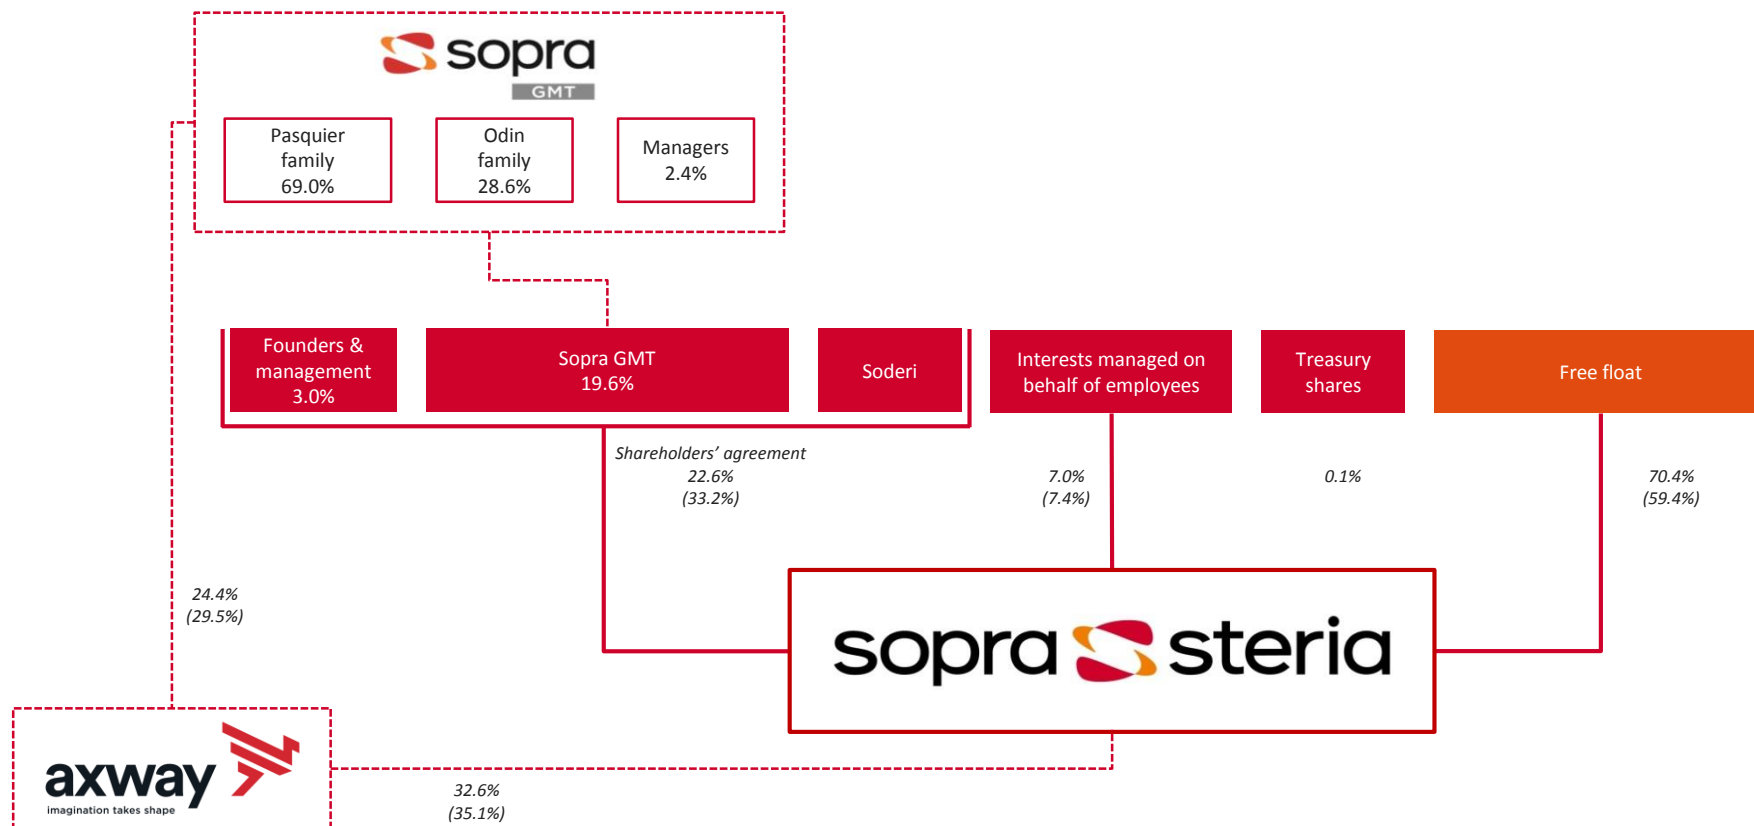 sopra
GMT
Pasquier
family
69.0%
Odin
family
28.6%
Managers
2.4%
Founders &
management
3.0%
Sopra GMT
19.6%
Soderi
Interests managed on
behalf of employees
Treasury
shares
Free float
Shareholders’ agreement
22.6%
(33.2%)
7.0%
(7.4%)
0.1%
70.4%
(59.4%)
24.4%
(29.5%)
sopra steria
axway
imagination takes shape
32.6%
(35.1%)